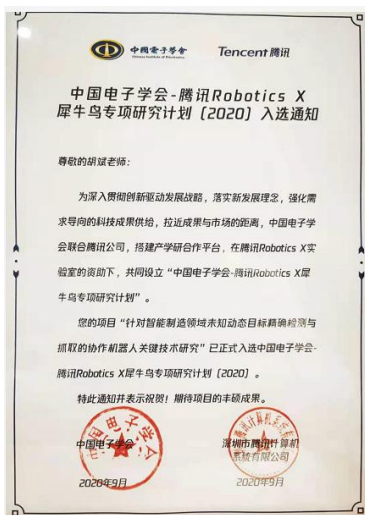 中國電子學會
Chinese Institute of Electronics
Tencent 腾讯
中国电子学会-腾讯Robotics X
犀牛鸟专项研究计划（2020）入选通知
尊敬的胡斌老师：
为深入贯彻创新驱动发展战略，落实新发展理念，强化需
求导向的科技成果供给，拉近成果与市场的距离，中国电子学
会联合腾讯公司，搭建产学研合作平台，在腾讯Robotics X实
验室的资助下，共同设立“中国电子学会-腾讯Robotics X犀
牛鸟专项研究计划”。
您的项目“针对智能制造领域未知动态目标精确检测与
抓取的协作机器人关键技术研究”已正式入选中国电子学会-
腾讯Robotics X犀牛鸟专项研究计划（2020）。
特此通知并表示祝贺！期待项目的丰硕成果。
中国电子学会
深圳市腾讯计算机
系统有限公司
2020年9月
2020年9月